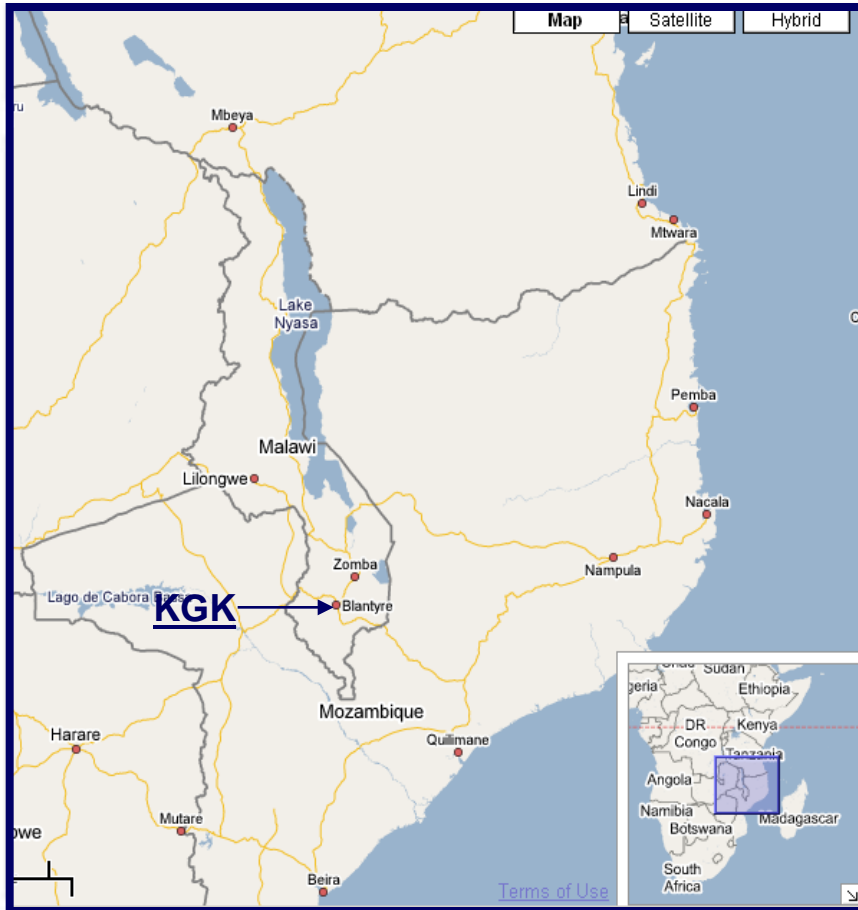 Map
Satellite
Hybrid
Mbeya
Lindi
Mtwara
Lake
Nyasa
Pemba
Malawi
Lilongwe
Nacala
Zomba
Nampula
Lago de Cabora
KGK
Blantyre
Mozambique
Harare
Quilimane
Mutare
Beira
Terms of Use
Sudan
Ethiopia
DR
Congo
Kenya
Tanzania
Angola
Namibia
Botswana
Madagascar
South
Africa